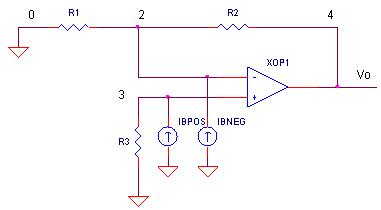 0 R1 2 R2 4
XOP1
Vo
-
+
3
IBPOS IBNEG
R3